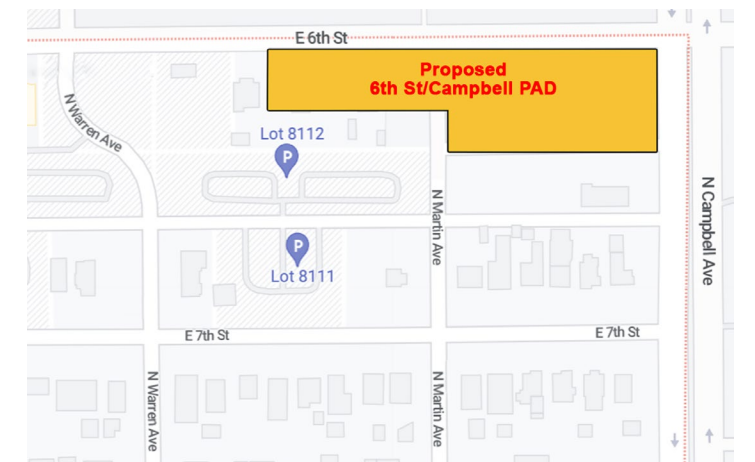 E 6th St
Proposed
6th St/Campbell PAD
N Warren Ave
Lot 8112
P
N Martin Ave
N Campbell Ave
P
Lot 8111
E 7th St
E 7th St
N Warren Ave
N Martin Ave